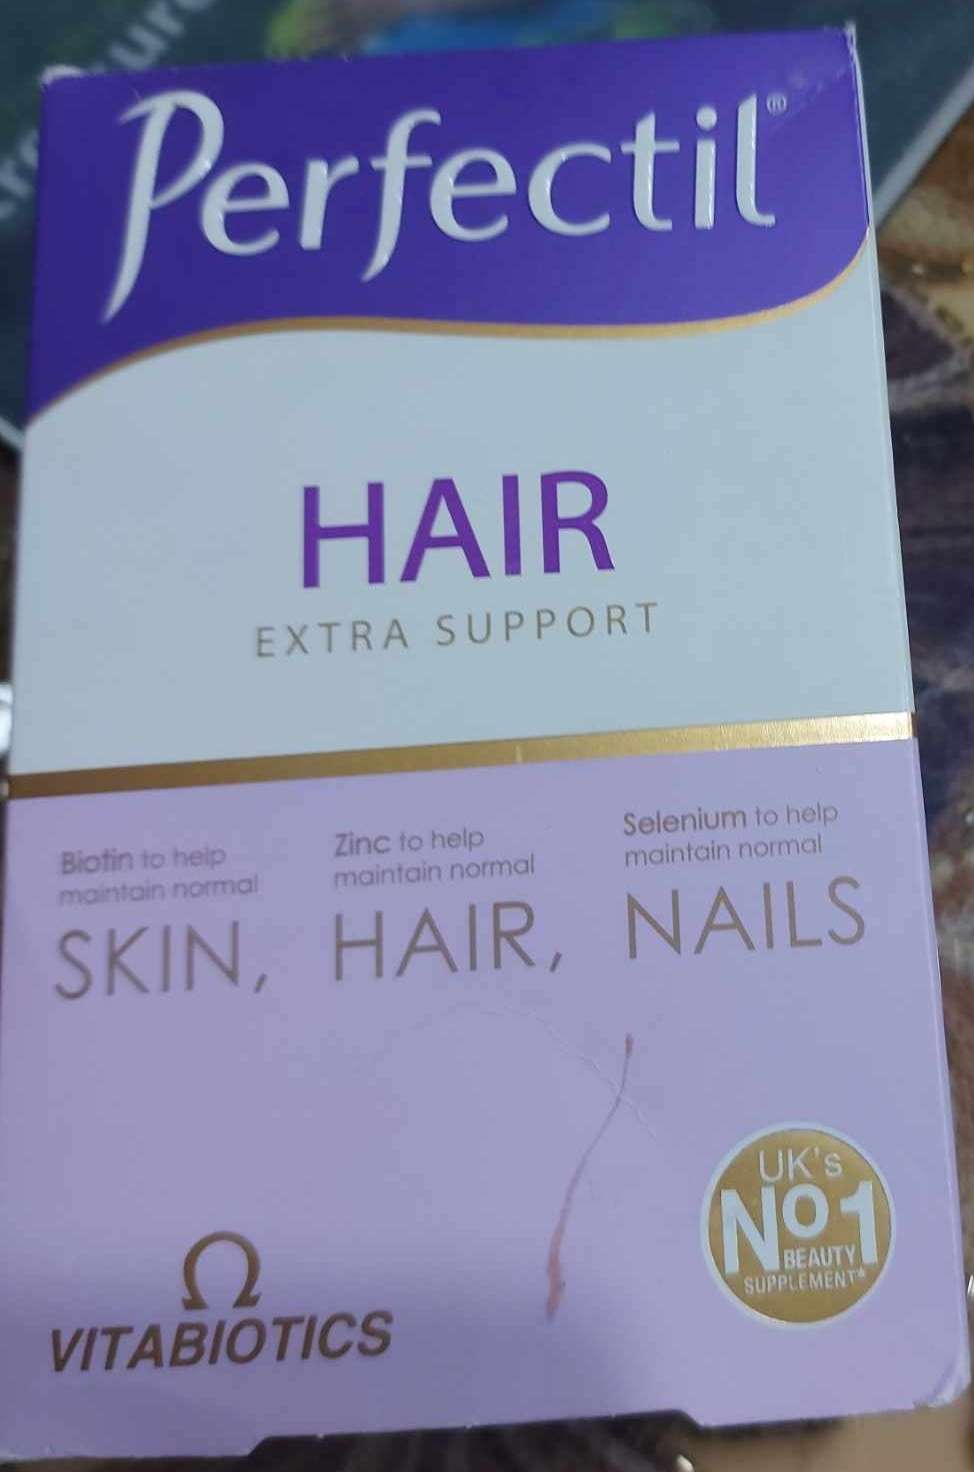 Perfectil®
HAIR
EXTRA SUPPORT
Biotin to help
maintain normal
SKIN,
Zinc to help
maintain normal
HAIR,
Selenium to help
maintain normal
NAILS
UK's
No1
BEAUTY
SUPPLEMENT*
Ω
VITABIOTICS